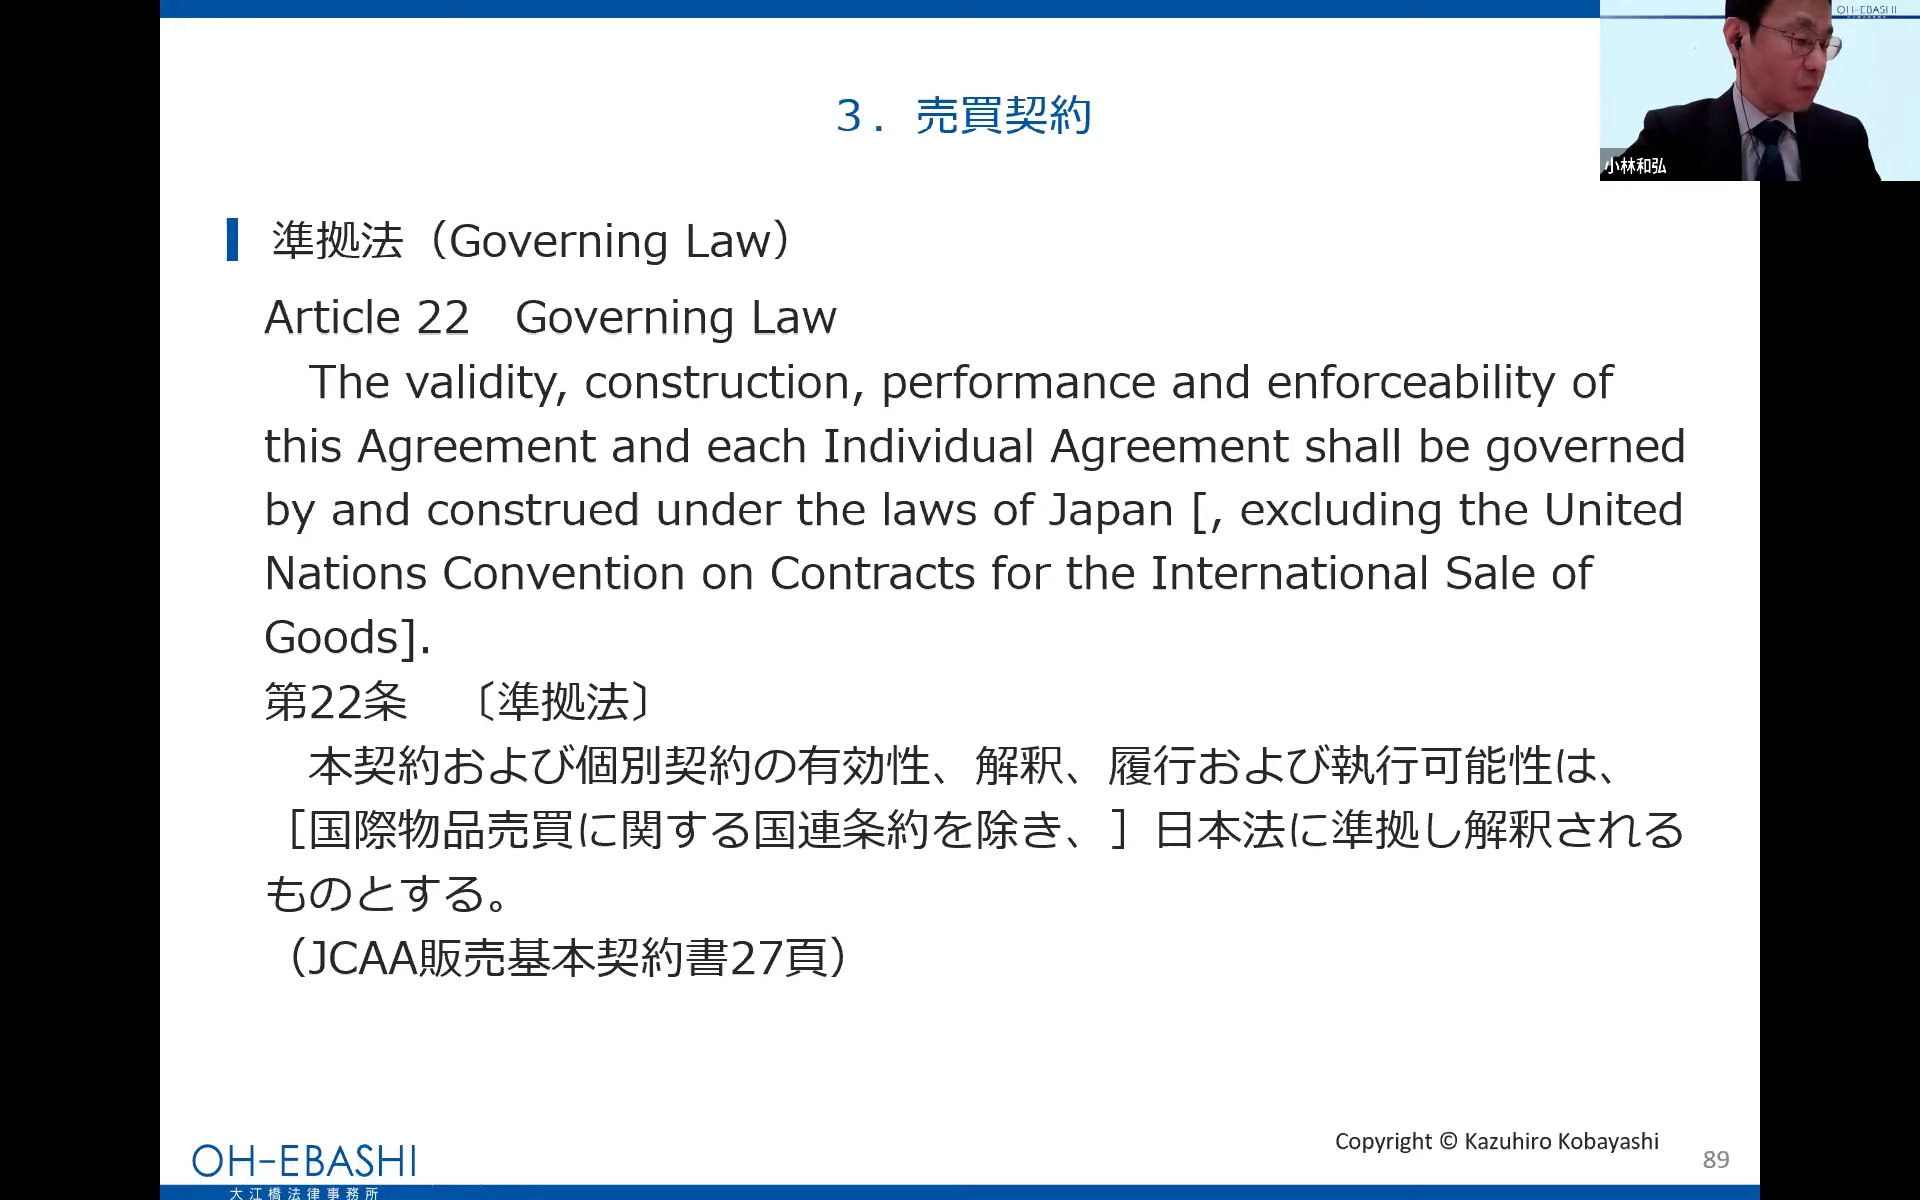 OH-EBASHI
小林和弘
３．売買契約
準拠法（Governing Law）
Article 22　Governing Law
The validity, construction, performance and enforceability of
this Agreement and each Individual Agreement shall be governed
by and construed under the laws of Japan [, excluding the United
Nations Convention on Contracts for the International Sale of
Goods].
第22条　〔準拠法〕
本契約および個別契約の有効性、解釈、履行および執行可能性は、
［国際物品売買に関する国連条約を除き、］日本法に準拠し解釈される
ものとする。
（JCAA販売基本契約書27頁）
Copyright © Kazuhiro Kobayashi
89
OH-EBASHI
大江橋法律事務所